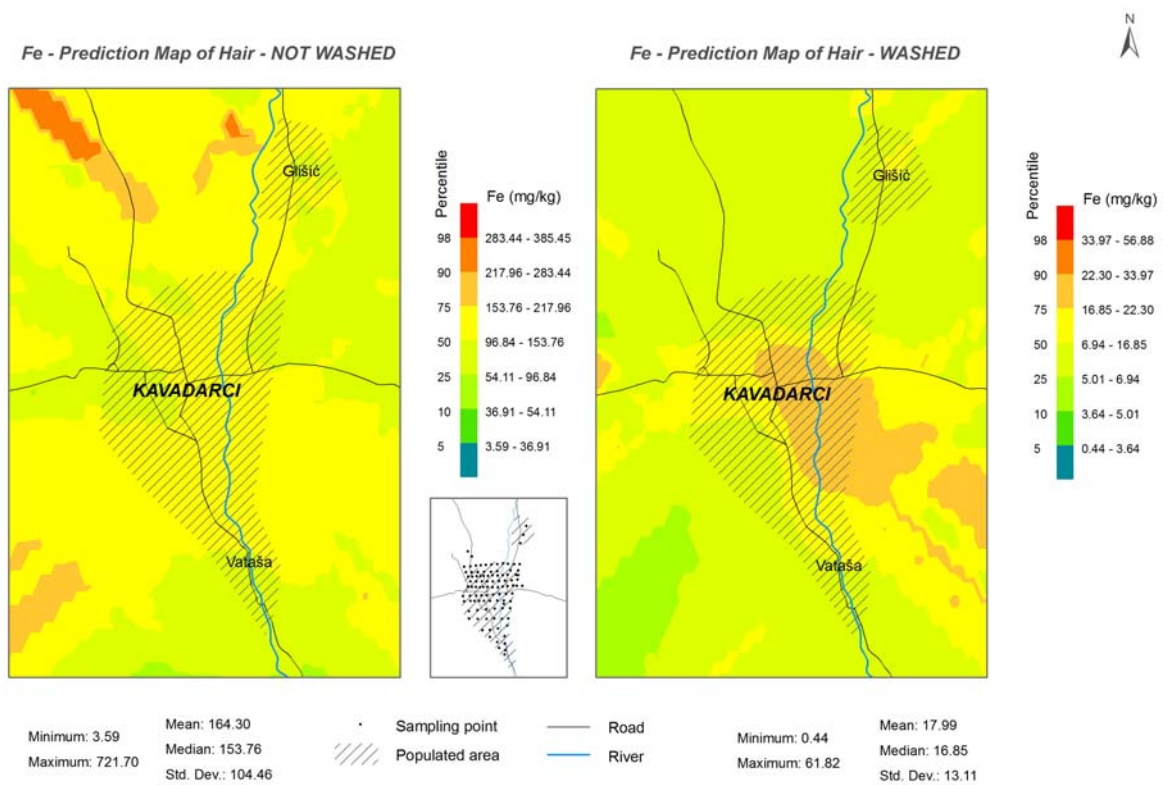 N
Fe - Prediction Map of Hair - NOT WASHED
Fe - Prediction Map of Hair - WASHED
Glišić
KAVADARCI
Vataša
Percentile
Fe (mg/kg)
98
283.44 - 385.45
90
217.96 - 283.44
75
153.76 - 217.96
50
96.84 - 153.76
25
54.11 - 96.84
10
36.91 - 54.11
5
3.59 - 36.91
Glišić
KAVADARCI
Vataša
Percentile
Fe (mg/kg)
98
33.97 - 56.88
90
22.30 - 33.97
75
16.85 - 22.30
50
6.94 - 16.85
25
5.01 - 6.94
10
3.64 - 5.01
5
0.44 - 3.64
Minimum: 3.59
Maximum: 721.70
Mean: 164.30
Median: 153.76
Std. Dev.: 104.46
Sampling point
Populated area
Road
River
Minimum: 0.44
Maximum: 61.82
Mean: 17.99
Median: 16.85
Std. Dev.: 13.11